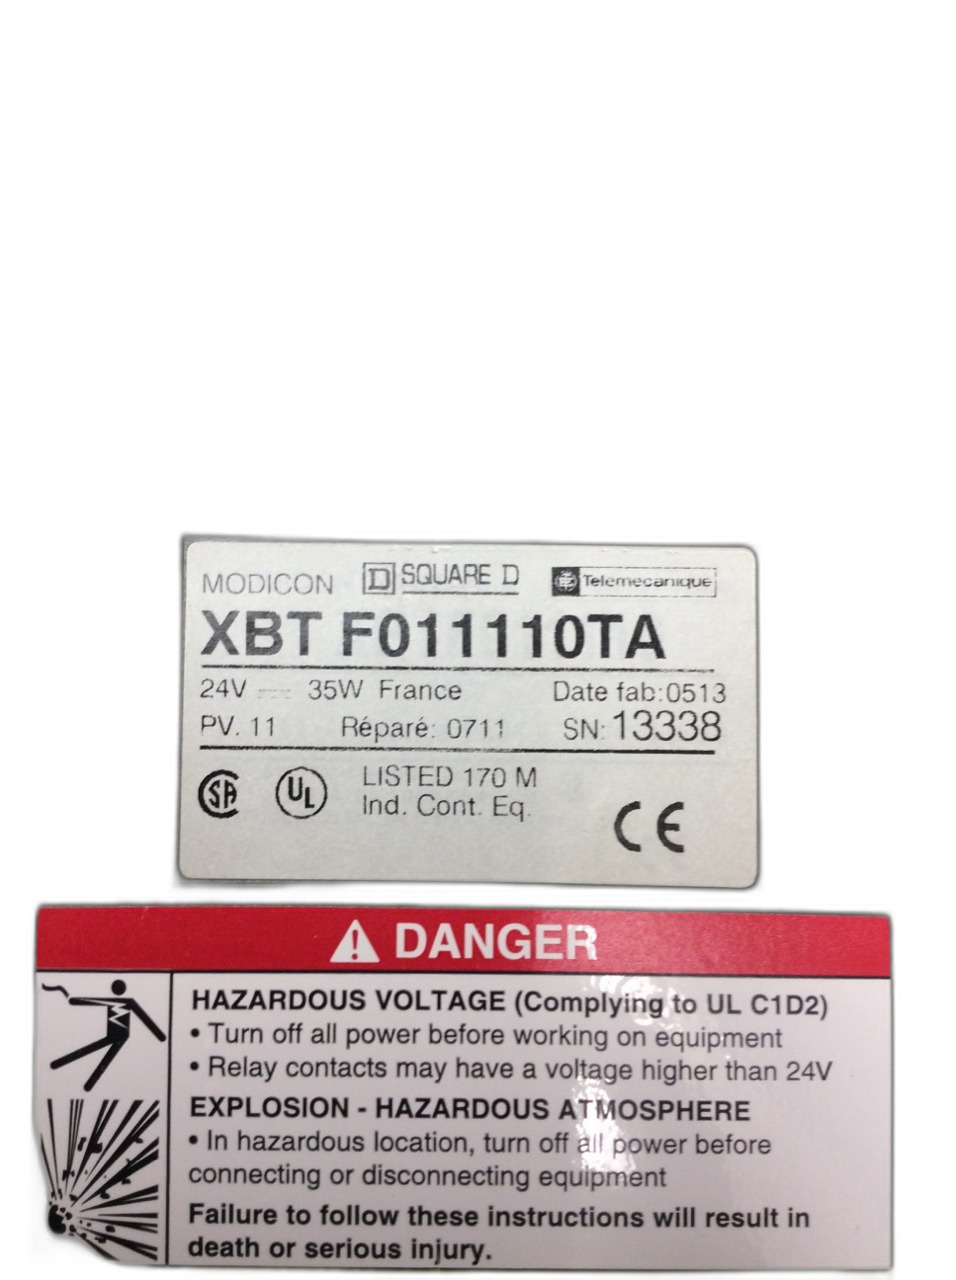 MODICON D SQUARE D Telemecanique
XBT F011110TA
24V 35W France Date fab:0513
PV. 11 Réparé: 0711 SN: 13338
SA UL LISTED 170 M
Ind. Cont. Eq.
CE
DANGER
HAZARDOUS VOLTAGE (Complying to UL C1D2)
• Turn off all power before working on equipment
• Relay contacts may have a voltage higher than 24V
EXPLOSION - HAZARDOUS ATMOSPHERE
• In hazardous location, turn off all power before
connecting or disconnecting equipment
Failure to follow these instructions will result in
death or serious injury.